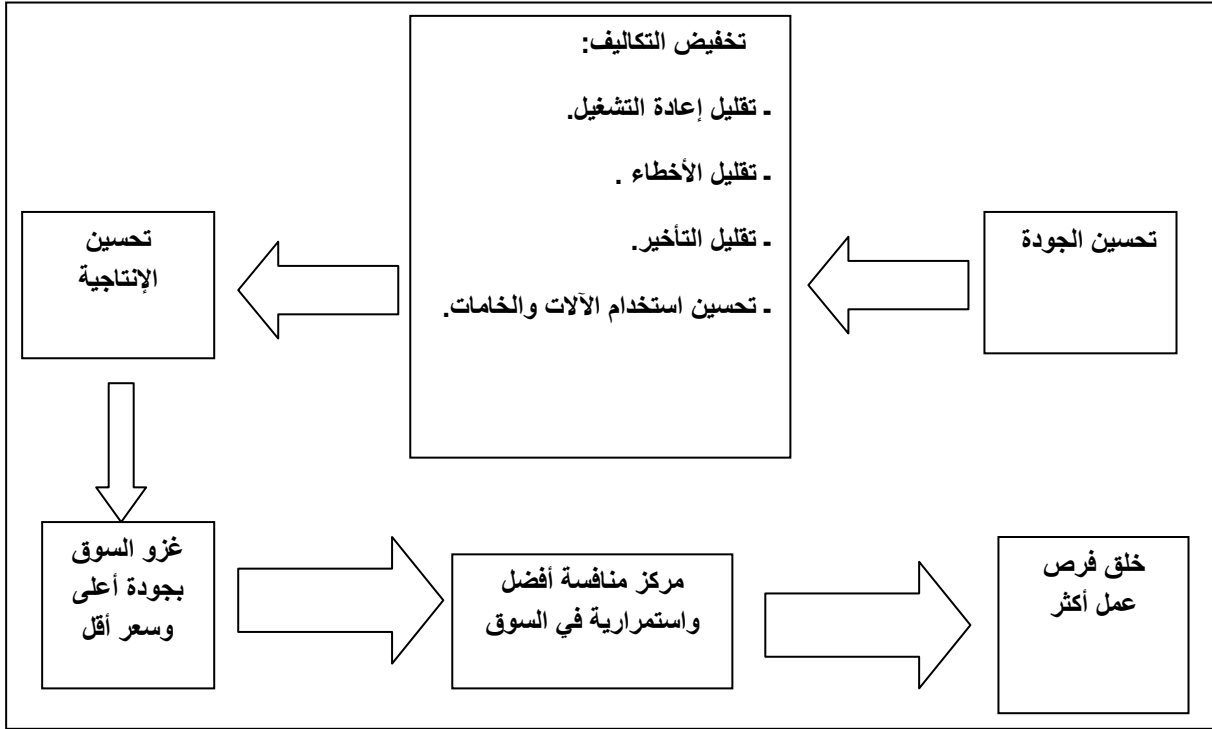 تحسين الجودة
تخفيض التكاليف:
ـ تقليل إعادة التشغيل.
ـ تقليل الأخطاء .
ـ تقليل التأخير.
ـ تحسين استخدام الآلات والخامات.
تحسين
الإنتاجية
غزو السوق
بجودة أعلى
وسعر أقل
مركز منافسة أفضل
واستمرارية في السوق
خلق فرص
عمل أكثر